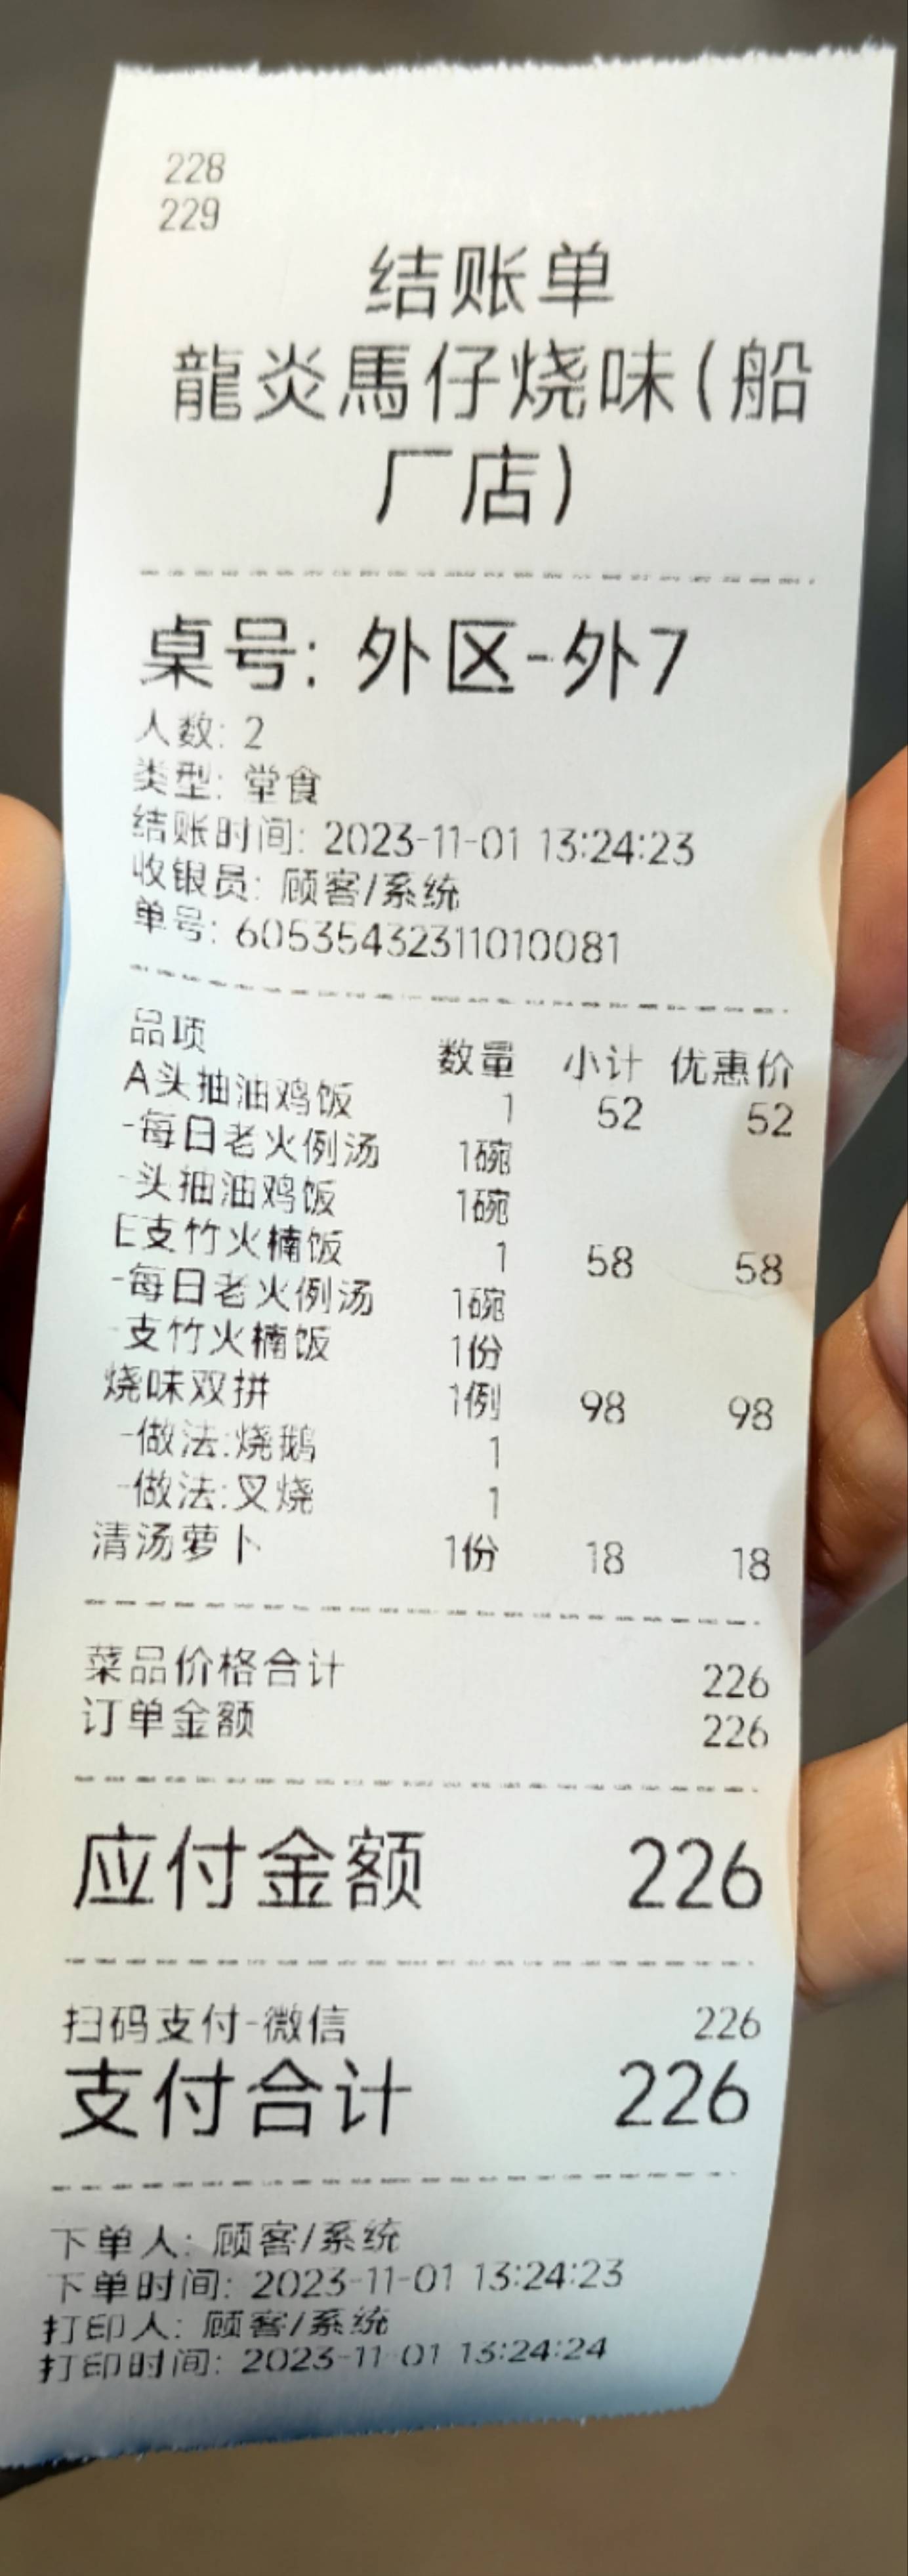 228
229
结账单
龍炎馬仔烧味(船
厂店)
桌号: 外区-外7
人数: 2
类型: 堂食
结账时间: 2023-11-01 13:24:23
收银员: 顾客/系统
单号: 60535432311010081
品项 数量 小计 优惠价
A头抽油鸡饭 1 52 52
-每日老火例汤 1碗
-头抽油鸡饭 1碗
E支竹火楠饭 1 58 58
-每日老火例汤 1碗
-支竹火楠饭 1份
烧味双拼 1例 98 98
-做法:烧鹅 1
-做法:叉烧 1
清汤萝卜 1份 18 18
菜品价格合计 226
订单金额 226
应付金额 226
扫码支付-微信 226
支付合计 226
下单人: 顾客/系统
下单时间: 2023-11-01 13:24:23
打印人: 顾客/系统
打印时间: 2023-11-01 13:24:24